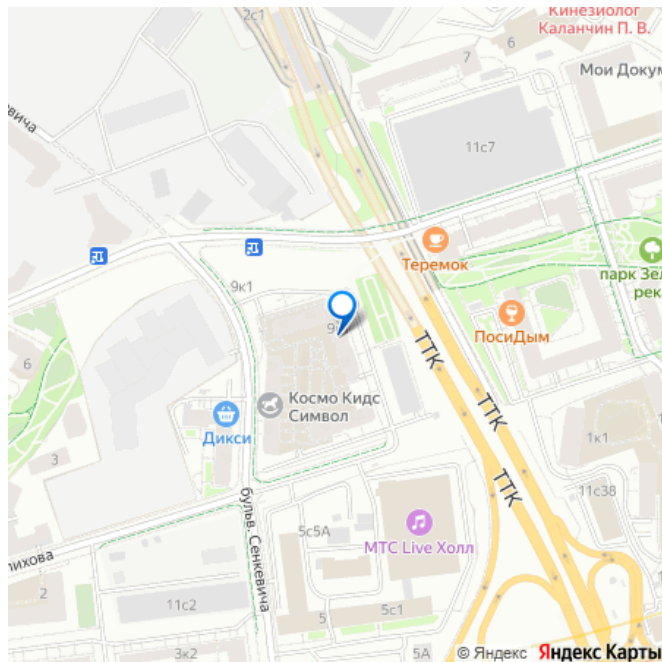 2с1
Кинезиолог
Каланчин П. В.
6
7
Мои Докум
евича
11с7
Теремок
парк Зел
река
9к1
ПосиДым
ТТК
Космо Кидс
Символ
6
Дикси
ТТК
3
1к1
ТТК
11с38
лихова
бульв. Сенкевича
5с5А
МТС Live Холл
2
11с2
5
5с1
3к2
5А
© Яндекс Яндекс Карты